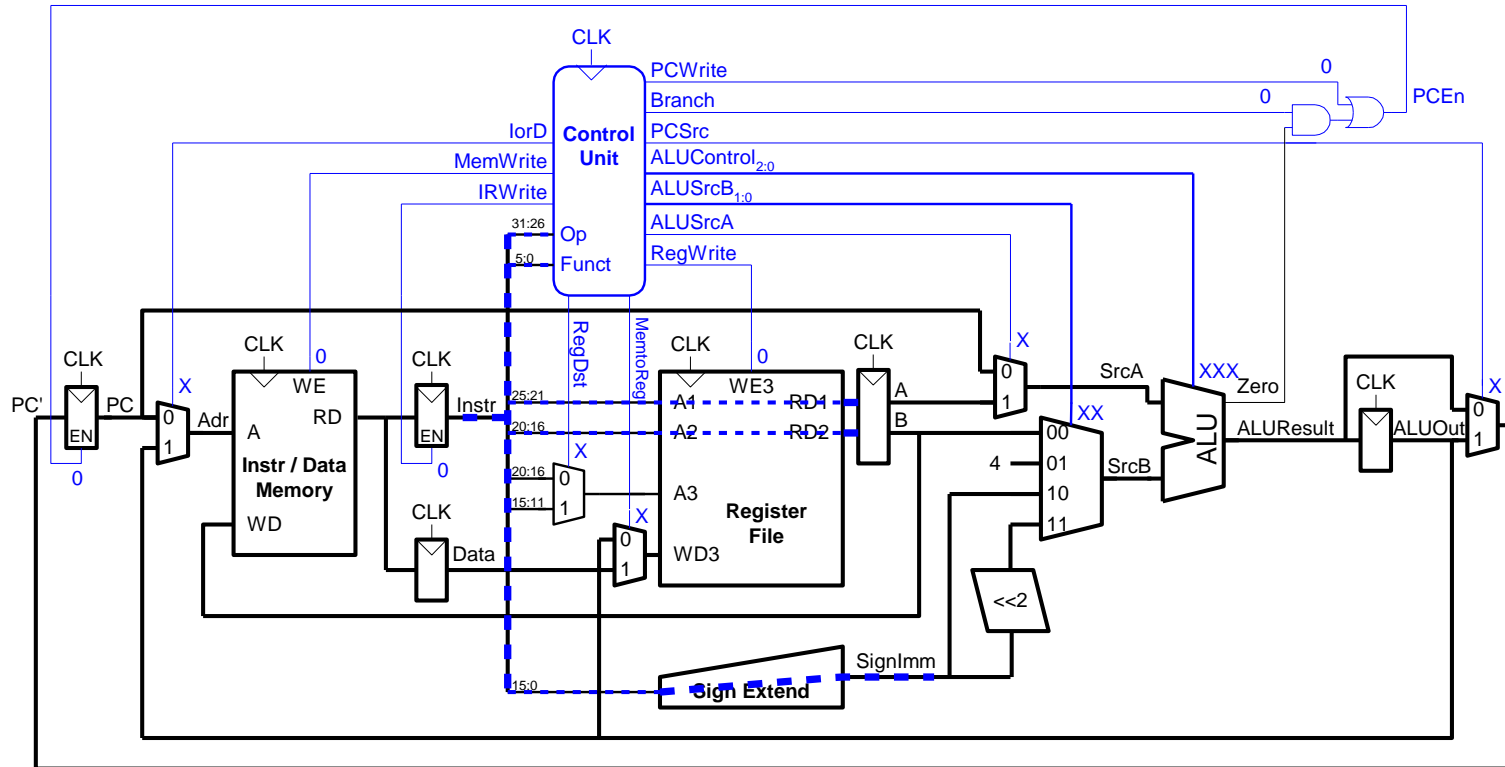 CLK
PCWrite
0
Branch
0
PCEn
IorD
Control
Unit
PCSrc
MemWrite
ALUControl2:0
IRWrite
ALUSrcB1:0
31:26
Op
ALUSrcA
5:0
Funct
RegWrite
RegDst
MemtoReg
CLK
X
CLK
0
CLK
CLK
0
CLK
X
XXX
X
PC'
PC
EN
0
1
Adr
WE
RD
A
Instr / Data
Memory
WD
EN
Instr
25:21
A1
WE3
RD1
A
0
1
SrcA
Zero
CLK
0
1
20:16
A2
RD2
B
XX
00
ALU
ALUResult
ALUOut
0
0
X
4
01
SrcB
20:16
0
A3
10
15:11
1
Register
File
CLK
X
11
Data
0
1
WD3
<<2
SignImm
15:0
Sign Extend